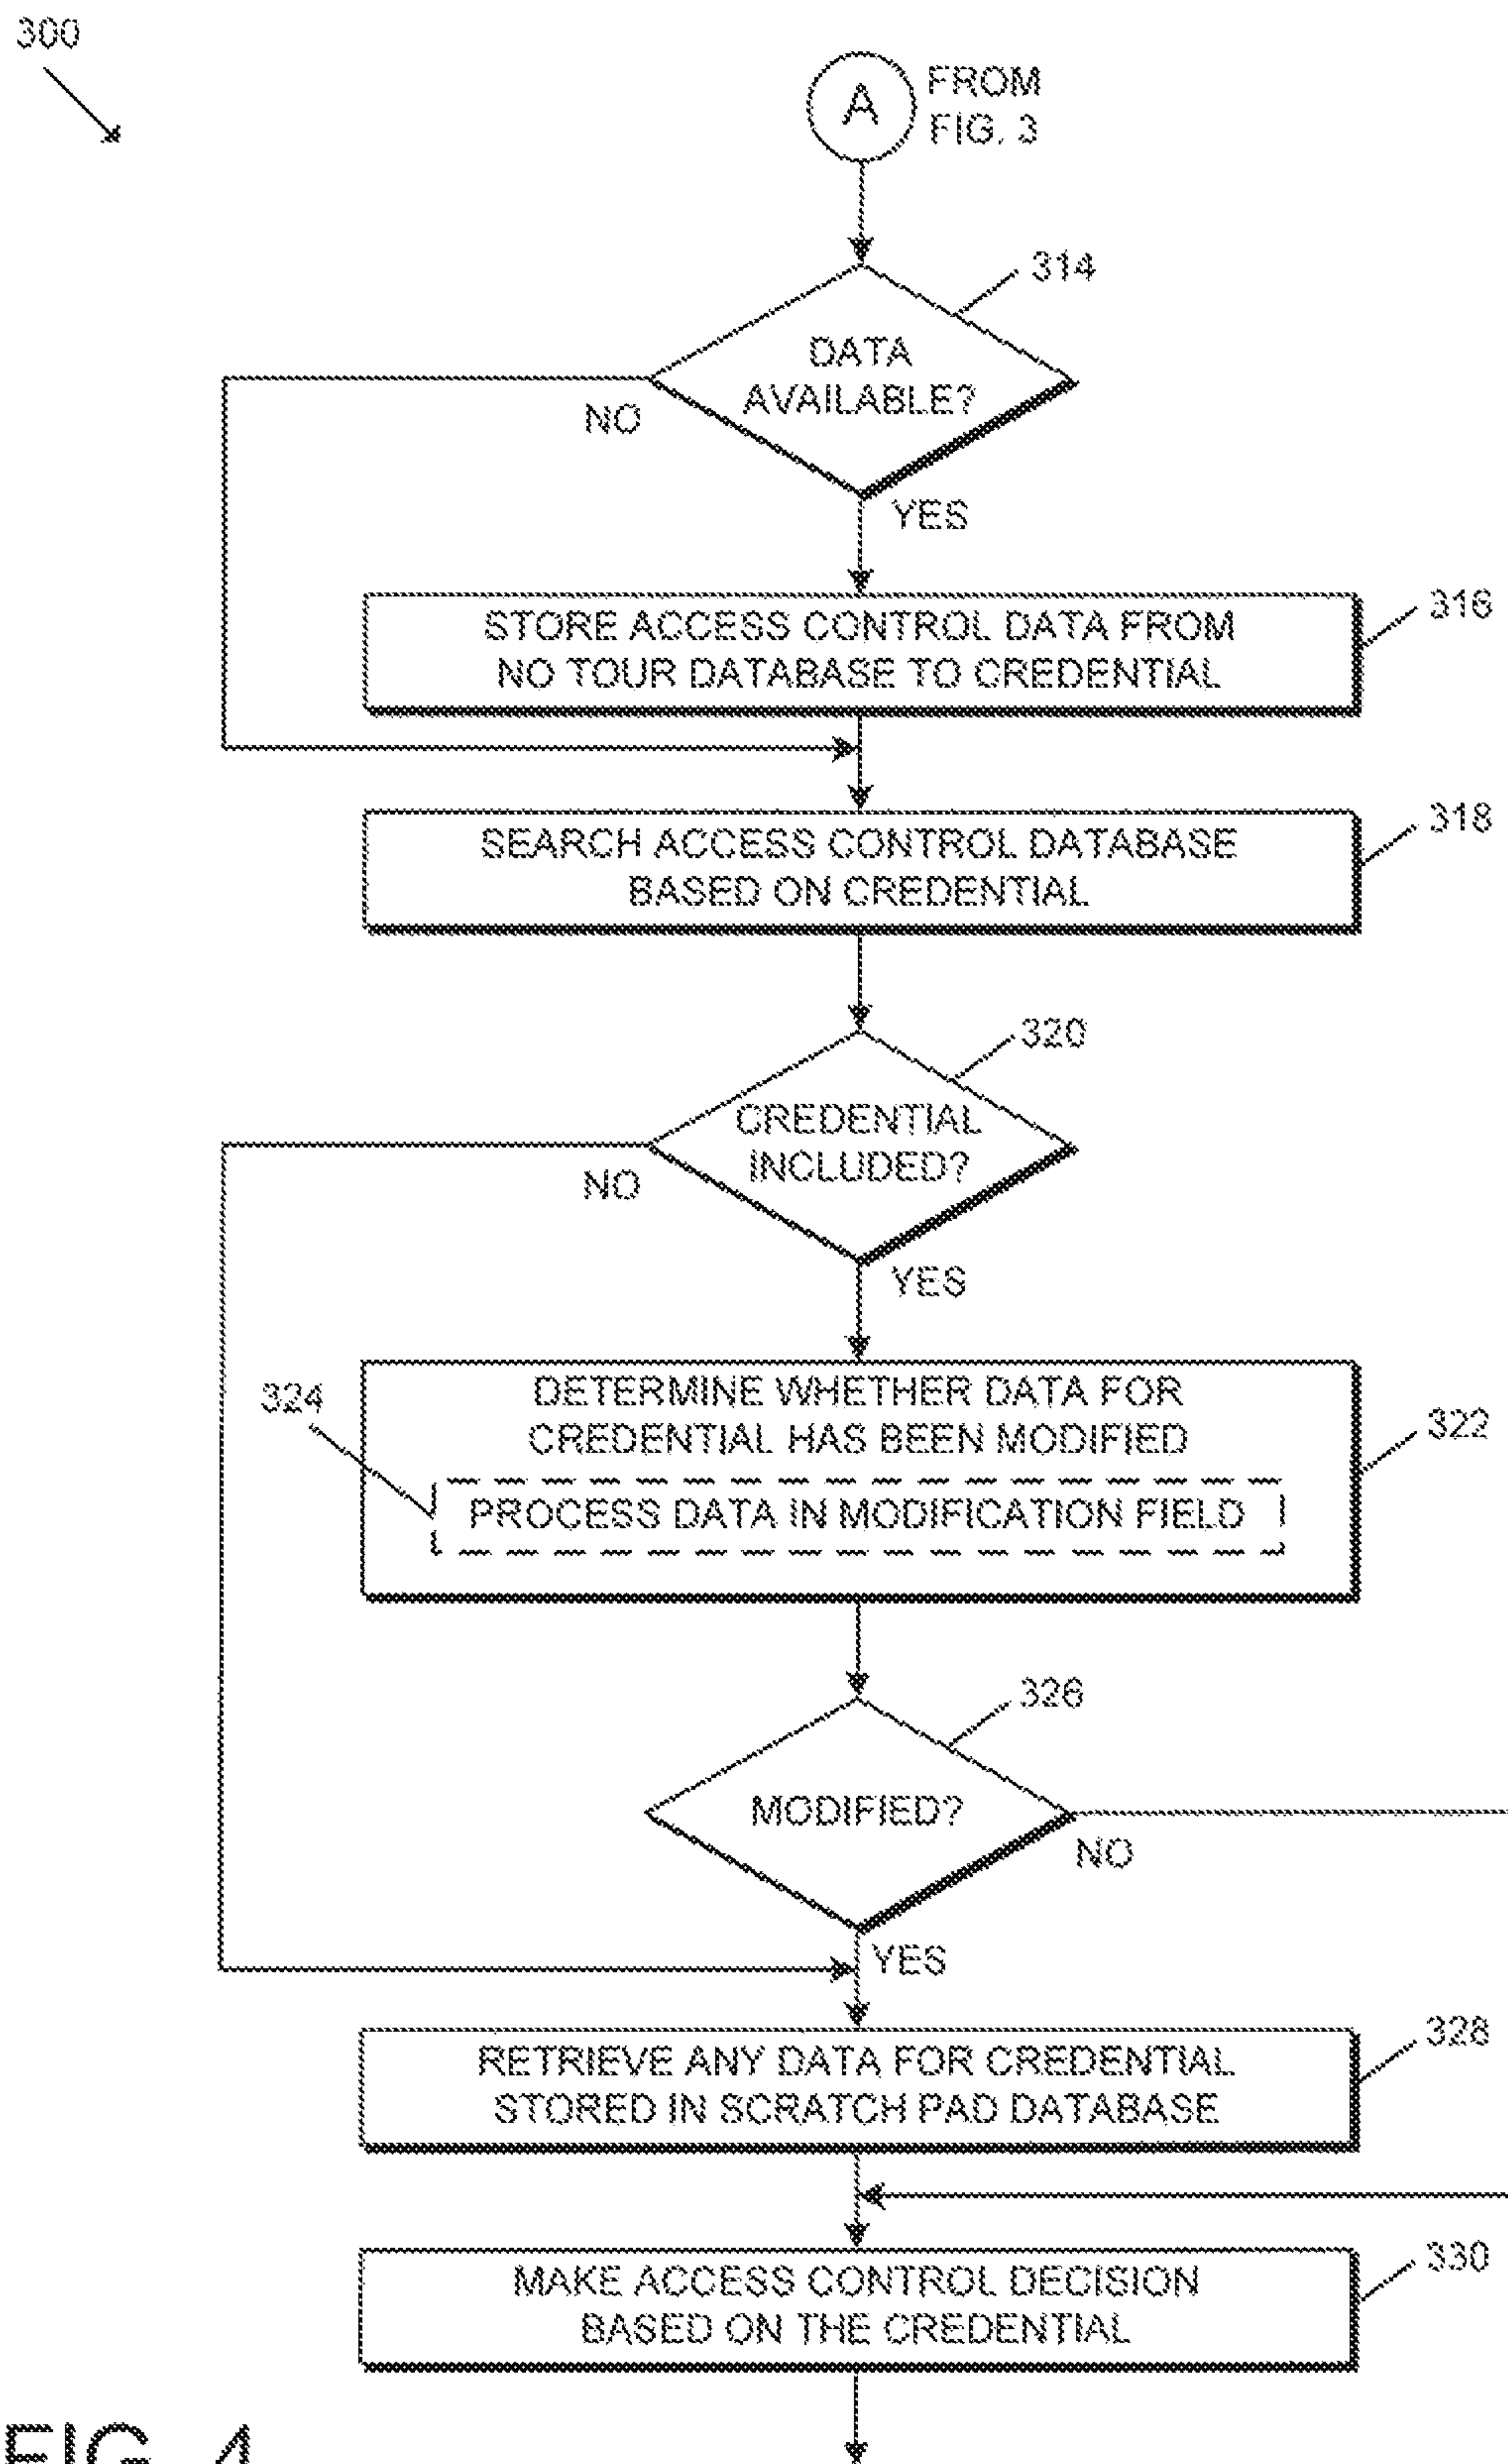 300
A
FROM
FIG. 3
314
DATA
AVAILABLE?
NO
YES
316
STORE ACCESS CONTROL DATA FROM
NO TOUR DATABASE TO CREDENTIAL
318
SEARCH ACCESS CONTROL DATABASE
BASED ON CREDENTIAL
320
CREDENTIAL
INCLUDED?
NO
YES
324
322
DETERMINE WHETHER DATA FOR
CREDENTIAL HAS BEEN MODIFIED
PROCESS DATA IN MODIFICATION FIELD
326
MODIFIED?
NO
YES
328
RETRIEVE ANY DATA FOR CREDENTIAL
STORED IN SCRATCH PAD DATABASE
330
MAKE ACCESS CONTROL DECISION
BASED ON THE CREDENTIAL
FIG. 4